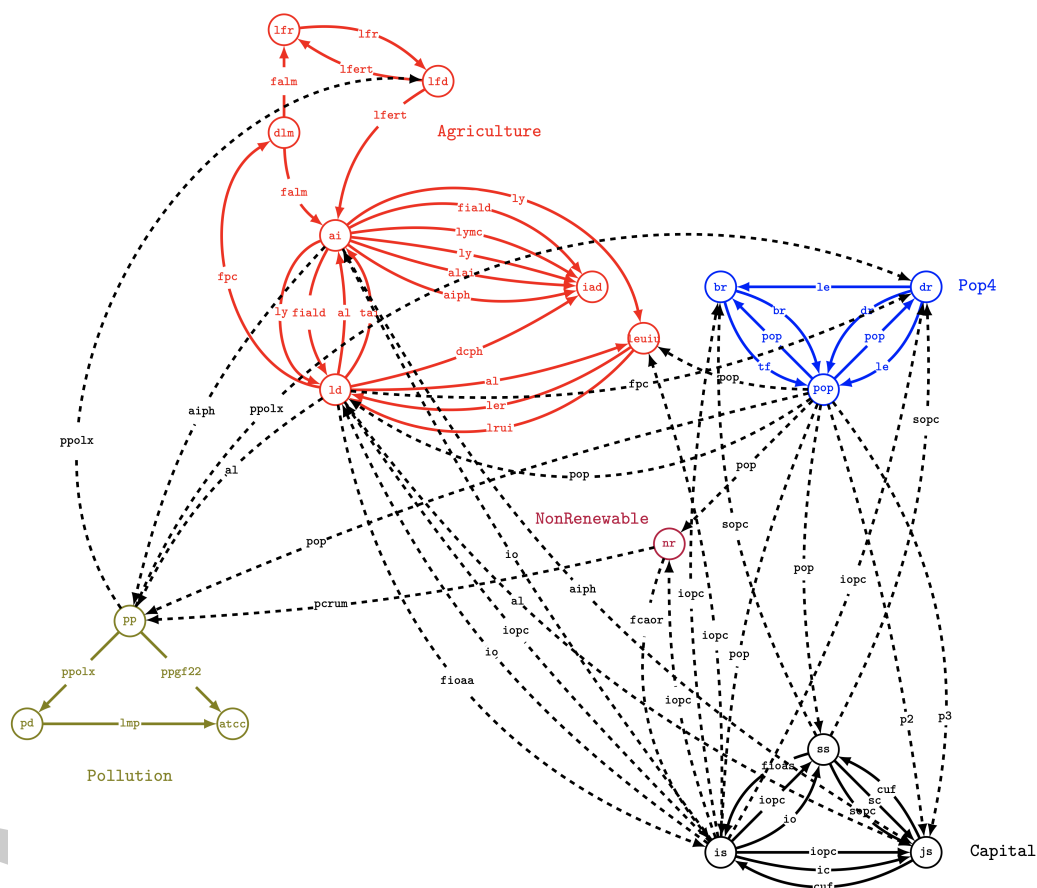 lfr
lfr
lfert
lfd
falm
lfert
dlm
Agriculture
falm
ly
fiald
ai
lymc
ly
alai
fpc
aiph
iad
br
le
dr
Pop4
ly
fiald
al
tai
br
dr
pop
pop
leuiu
dcph
tf
le
pop
al
fpc
ld
pop
ler
aiph
ppolx
sopc
lrui
ppolx
al
pop
pop
NonRenewable
sopc
pop
nr
io
pop
iopc
aiph
iopc
al
pcrum
pp
fcaor
iopc
iopc
io
pop
ppolx
ppgf22
fioaa
iopc
p2
p3
pd
lmp
atcc
ss
fioas
Pollution
cuf
iopc
sc
sopc
io
is
iopc
js
Capital
ic
cuf